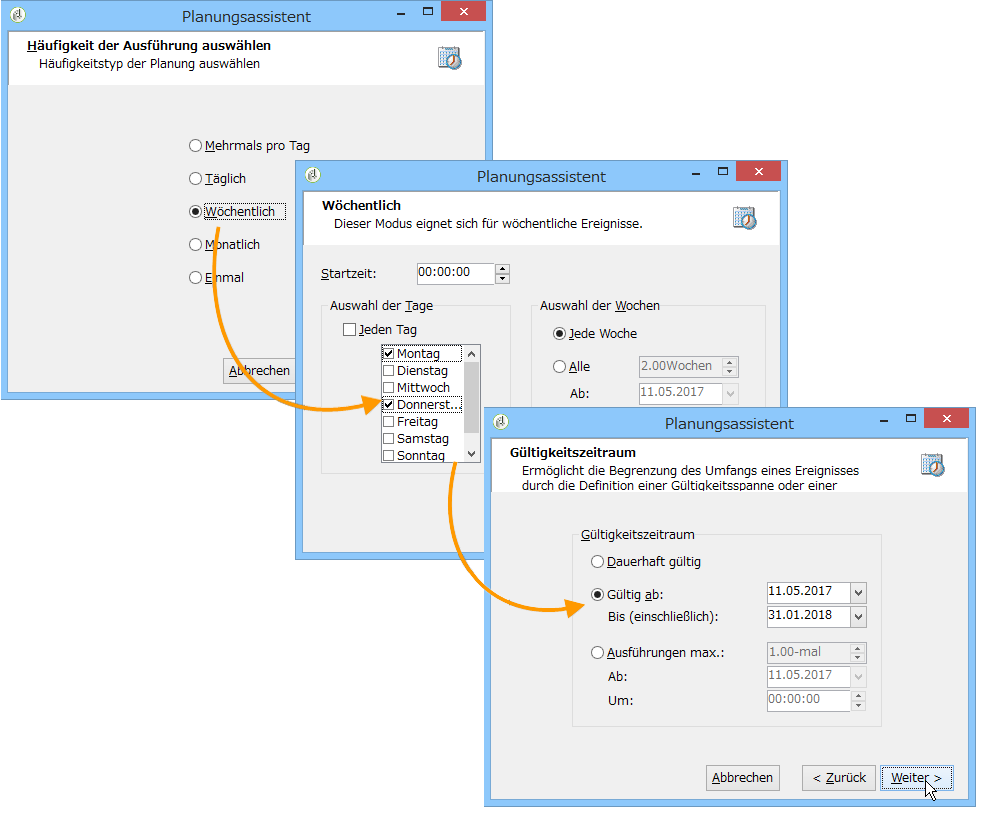 Planungsassistent
Häufigkeit der Ausführung auswählen
Häufigkeitstyp der Planung auswählen
Mehrmals pro Tag
Täglich
Wöchentlich
Monatlich
Einmal
Abbrechen
Planungsassistent
Wöchentlich
Dieser Modus eignet sich für wöchentliche Ereignisse.
Startzeit: 00:00:00
Auswahl der Tage
Jeden Tag
Montag
Dienstag
Mittwoch
Donnerst...
Freitag
Samstag
Sonntag
Auswahl der Wochen
Jede Woche
Alle 2.00Wochen
Ab: 11.05.2017
Planungsassistent
Gültigkeitszeitraum
Ermöglicht die Begrenzung des Umfangs eines Ereignisses
durch die Definition einer Gültigkeitsspanne oder einer
Gültigkeitszeitraum
Dauerhaft gültig
Gültig ab: 11.05.2017
Bis (einschließlich): 31.01.2018
Ausführungen max.: 1.00-mal
Ab: 11.05.2017
Um: 00:00:00
Abbrechen < Zurück Weiter >